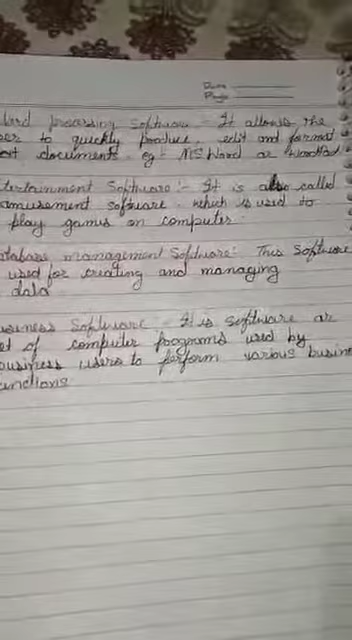 Date
Page
word processing Software - It allows the
user to quickly produce, edit and format
text documents. eg - MS Word or
Entertainment Software :- It is also called
amusement software. which is used to
play games on computer.
Database management Software : This Software
used for creating and managing
data
Business Software - It is software or
set of computer programs used by
business users to perform various busin
functions